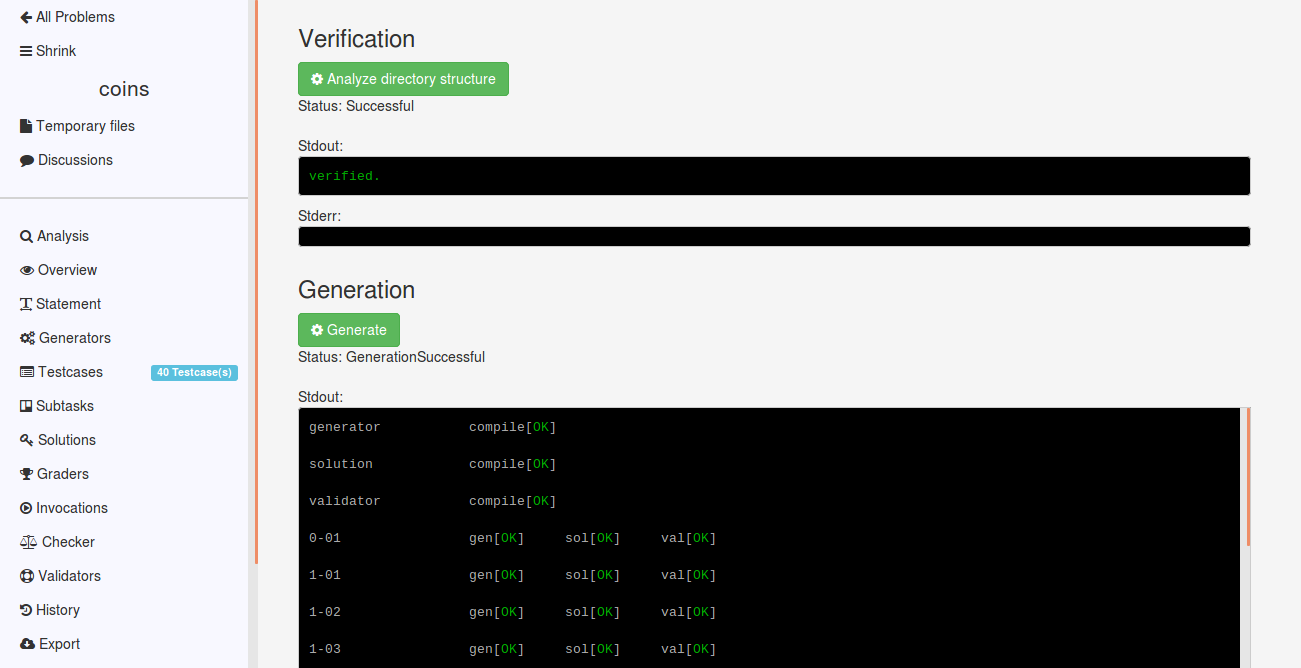 All Problems
Shrink
coins
Temporary files
Discussions
Analysis
Overview
Statement
Generators
Testcases 40 Testcase(s)
Subtasks
Solutions
Graders
Invocations
Checker
Validators
History
Export
Verification
Analyze directory structure
Status: Successful
Stdout:
verified.
Stderr:
Generation
Generate
Status: GenerationSuccessful
Stdout:
generator compile[OK]
solution compile[OK]
validator compile[OK]
0-01 gen[OK] sol[OK] val[OK]
1-01 gen[OK] sol[OK] val[OK]
1-02 gen[OK] sol[OK] val[OK]
1-03 gen[OK] sol[OK] val[OK]